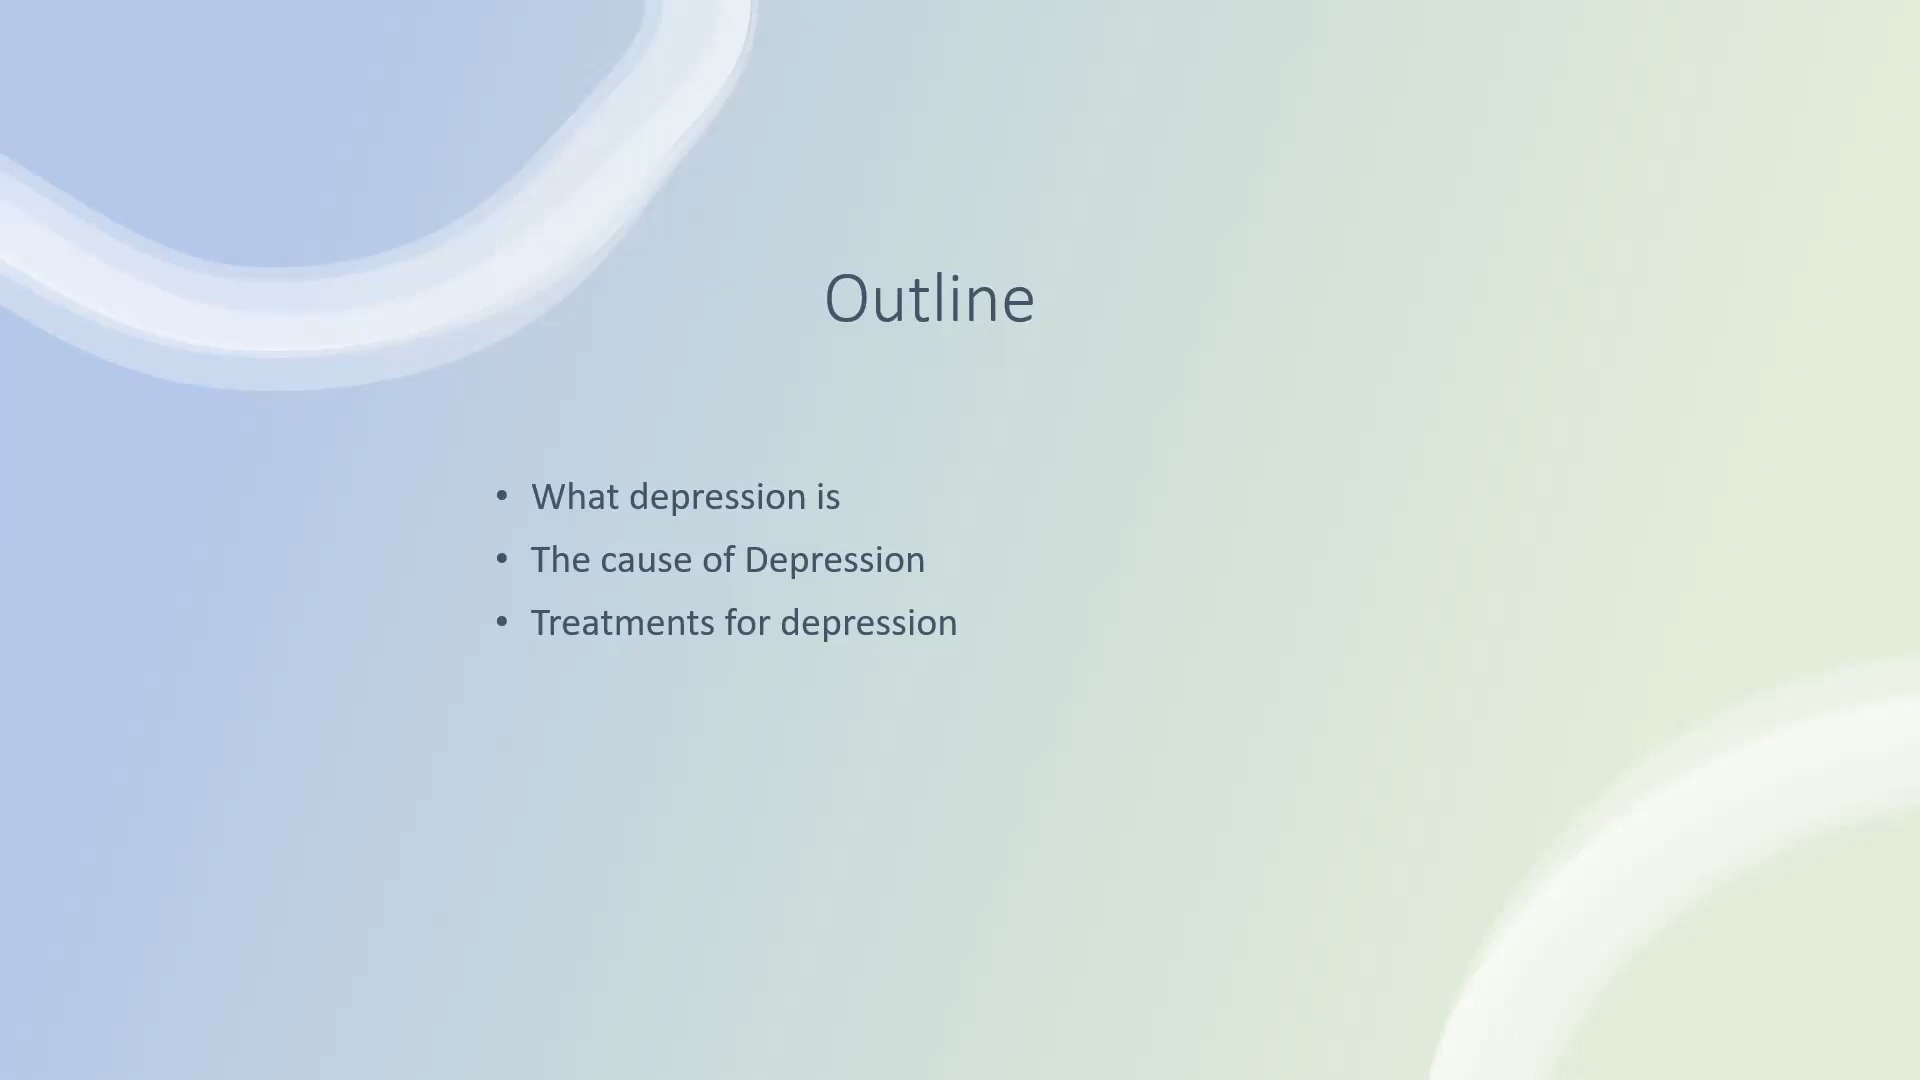 Outline
• What depression is
• The cause of Depression
• Treatments for depression